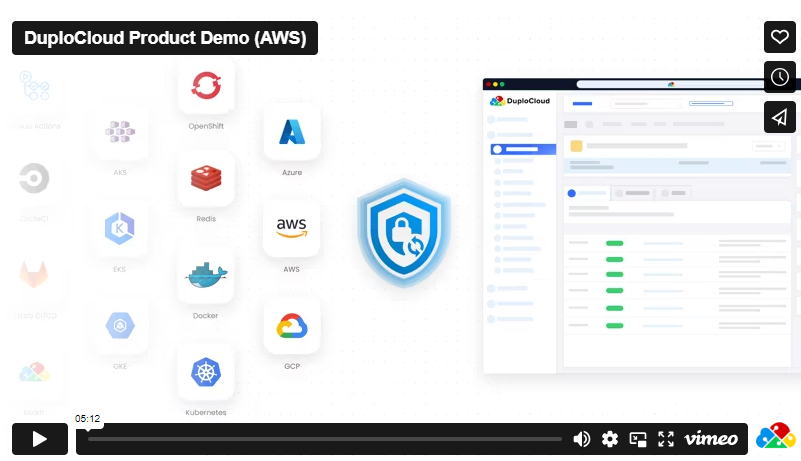 DuploCloud Product Demo (AWS)
OpenShift
AKS
Azure
Redis
EKS
AWS
Docker
GKE
GCP
Kubernetes
aws
DuploCloud
05:12
vimeo